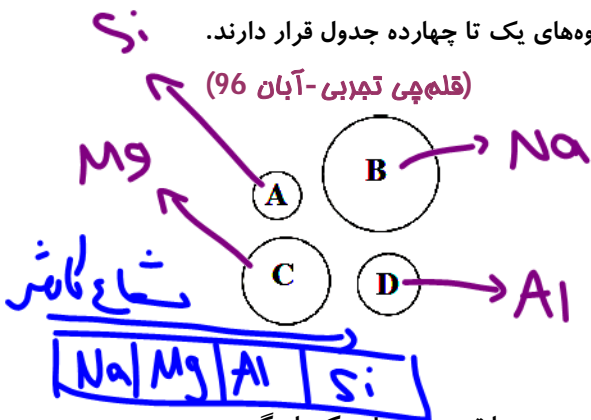 وه‌های یک تا چهارده جدول قرار دارند.
(قلم‌چی تجربی-آبان 96)
Si
Mg
Na
Al
A
B
C
D
شعاع کاهش
Na Mg Al Si